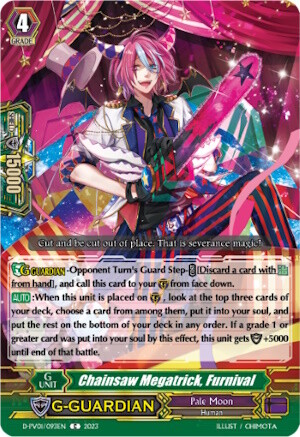 4
GRADE
15000
Cut and be cut out of place. That is severance magic!
G GUARDIAN -Opponent Turn's Guard Step- [Discard a card with
from hand], and call this card to your G from face down.
AUTO :When this unit is placed on G, look at the top three cards of
your deck, choose a card from among them, put it into your soul, and
put the rest on the bottom of your deck in any order. If a grade 1 or
greater card was put into your soul by this effect, this unit gets +5000
until end of battle.
G
UNIT
Chainsaw Megatrick, Furnival
G-GUARDIAN
Pale Moon
Human
D-PV01/093EN C 2023
ILLUST / CHIMOTA